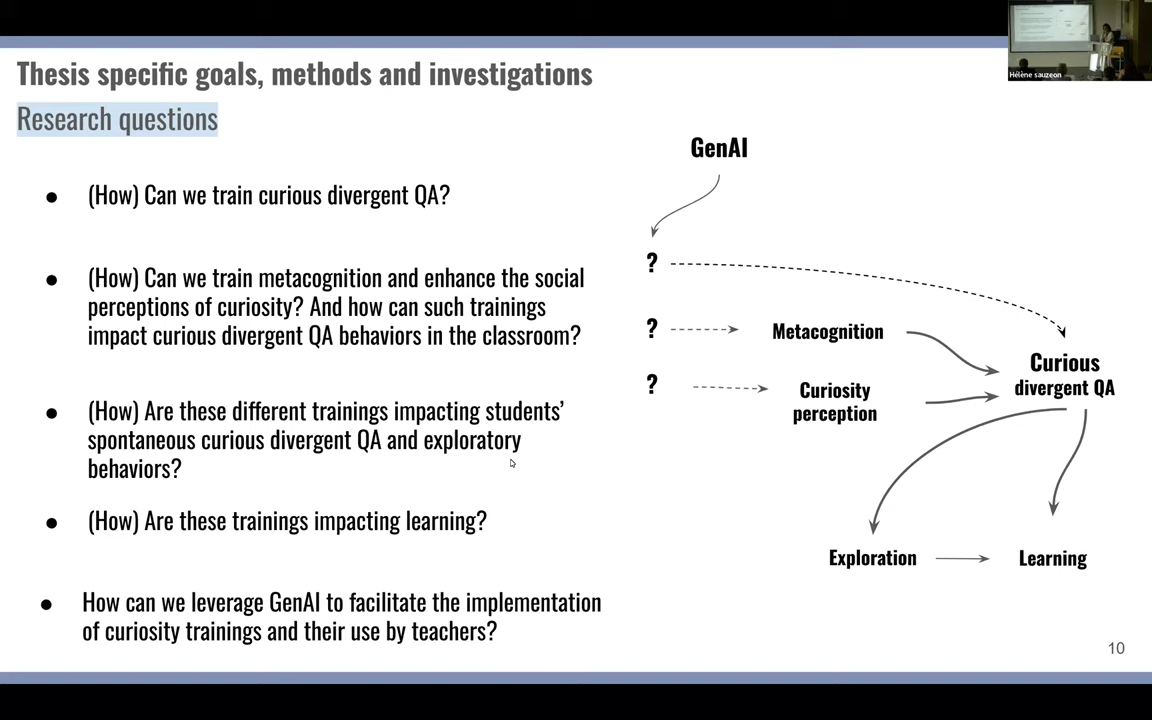 Thesis specific goals, methods and investigations
Research questions
● (How) Can we train curious divergent QA?
● (How) Can we train metacognition and enhance the social
perceptions of curiosity? And how can such trainings
impact curious divergent QA behaviors in the classroom?
● (How) Are these different trainings impacting students’
spontaneous curious divergent QA and exploratory
behaviors?
● (How) Are these trainings impacting learning?
● How can we leverage GenAI to facilitate the implementation
of curiosity trainings and their use by teachers?
GenAI
?
?
Metacognition
?
Curiosity
perception
Curious
divergent QA
Exploration
Learning
10
Hélène sauzeon